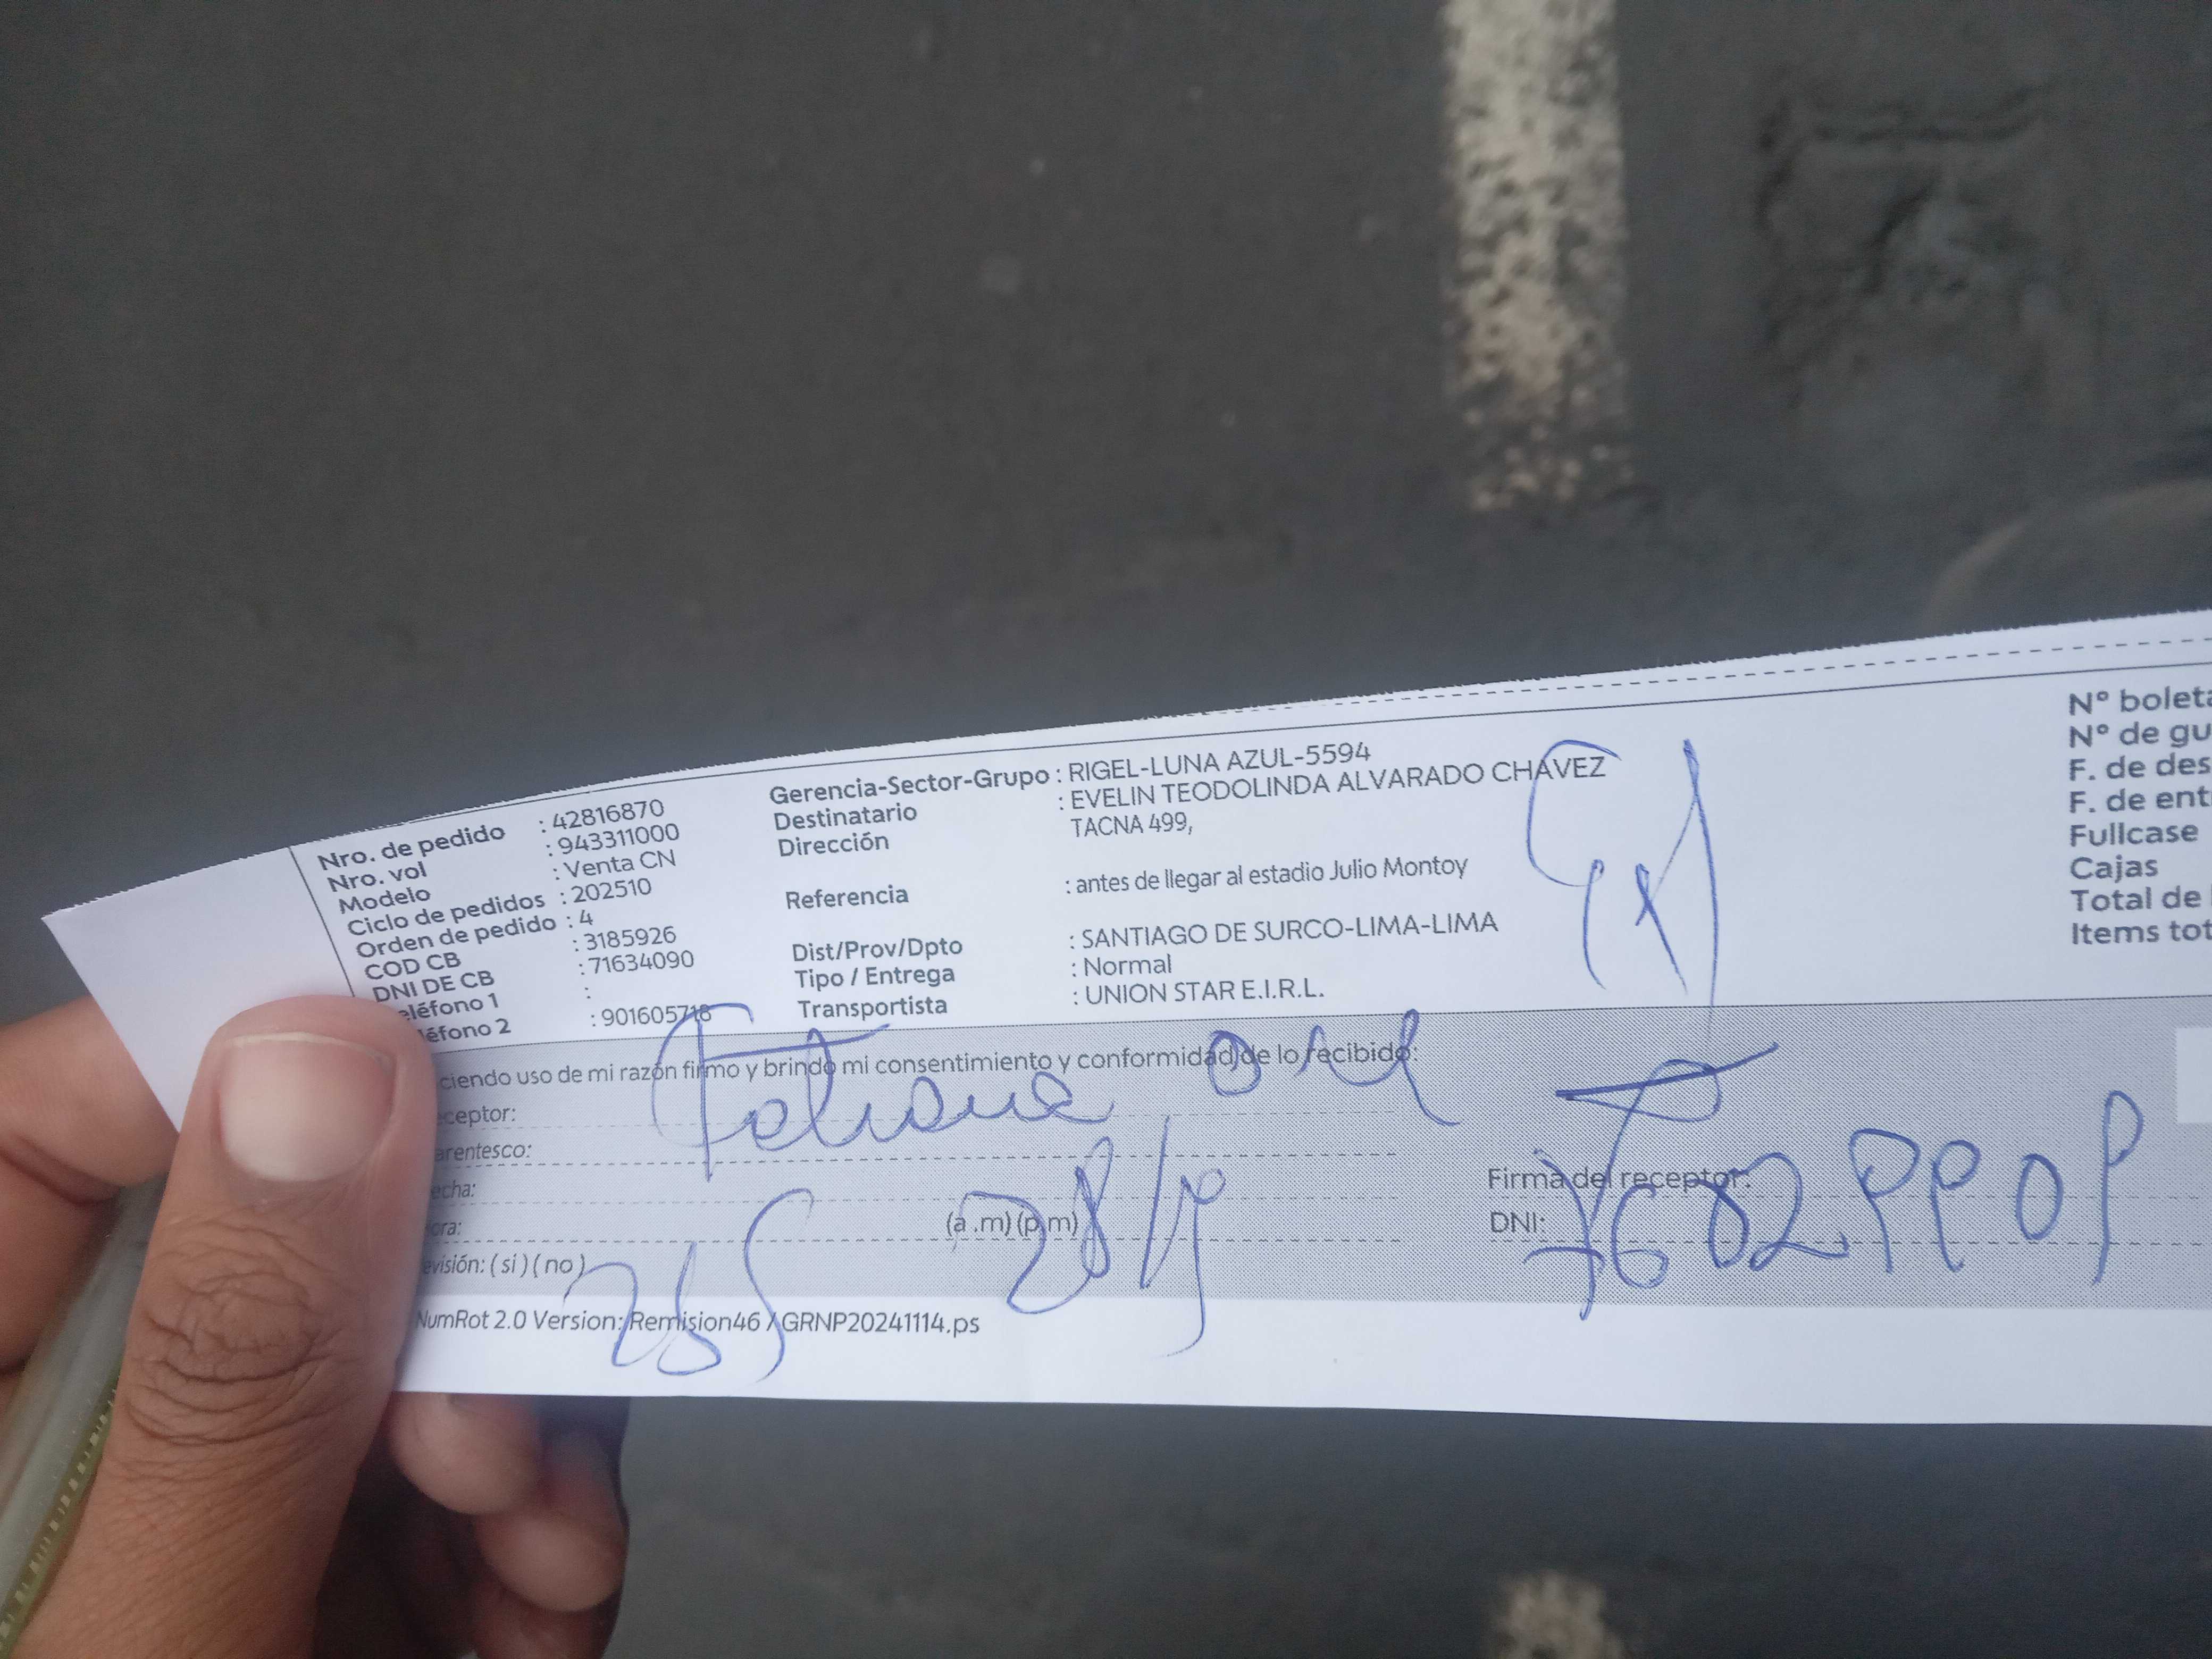 Nro. de pedido : 42816870
Nro. vol : 943311000
Modelo : Venta CN
Ciclo de pedidos : 202510
Orden de pedido : 4
COD CB : 3185926
DNI DE CB : 71634090
eléfono 1 :
éfono 2 : 901605718
Gerencia-Sector-Grupo : RIGEL-LUNA AZUL-5594
Destinatario : EVELIN TEODOLINDA ALVARADO CHAVEZ
Dirección TACNA 499,
Referencia : antes de llegar al estadio Julio Montoy
Dist/Prov/Dpto : SANTIAGO DE SURCO-LIMA-LIMA
Tipo / Entrega : Normal
Transportista : UNION STAR E.I.R.L.
Nº boleta
Nº de gu
F. de des
F. de ent
Fullcase
Cajas
Total de
Items tot
ciendo uso de mi razón firmo y brindo mi consentimiento y conformidad de lo recibido:
ceptor: Tatiana
arentesco:
echa:
ora: (a .m) (p.m)
Firma del receptor:
DNI:
evisión: ( si ) ( no )
NumRot 2.0 Version: Remision46 / GRNP20241114.ps